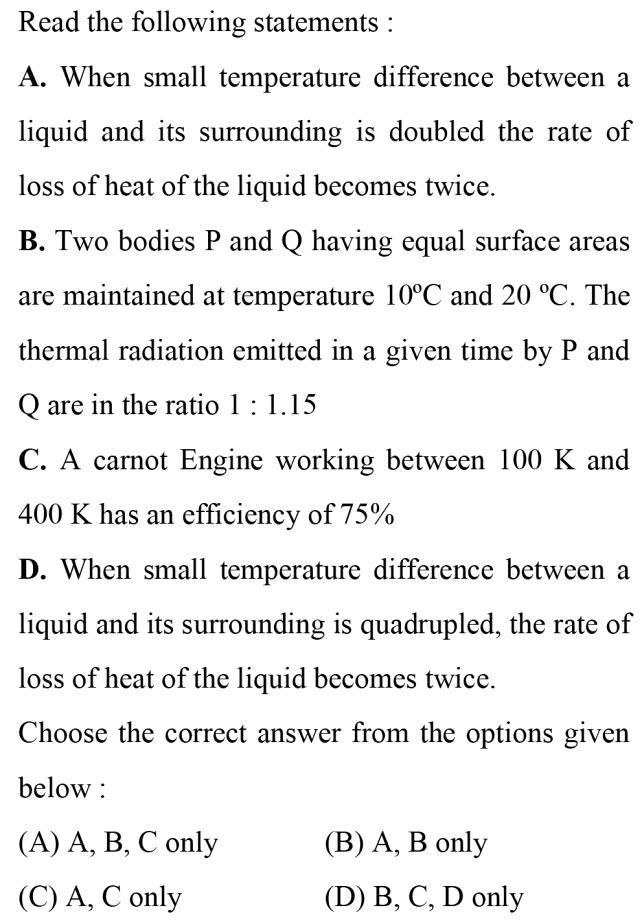 Read the following statements :
A. When small temperature difference between a
liquid and its surrounding is doubled the rate of
loss of heat of the liquid becomes twice.
B. Two bodies P and Q having equal surface areas
are maintained at temperature 10ºC and 20 ºC. The
thermal radiation emitted in a given time by P and
Q are in the ratio 1 : 1.15
C. A carnot Engine working between 100 K and
400 K has an efficiency of 75%
D. When small temperature difference between a
liquid and its surrounding is quadrupled, the rate of
loss of heat of the liquid becomes twice.
Choose the correct answer from the options given
below :
(A) A, B, C only (B) A, B only
(C) A, C only (D) B, C, D only